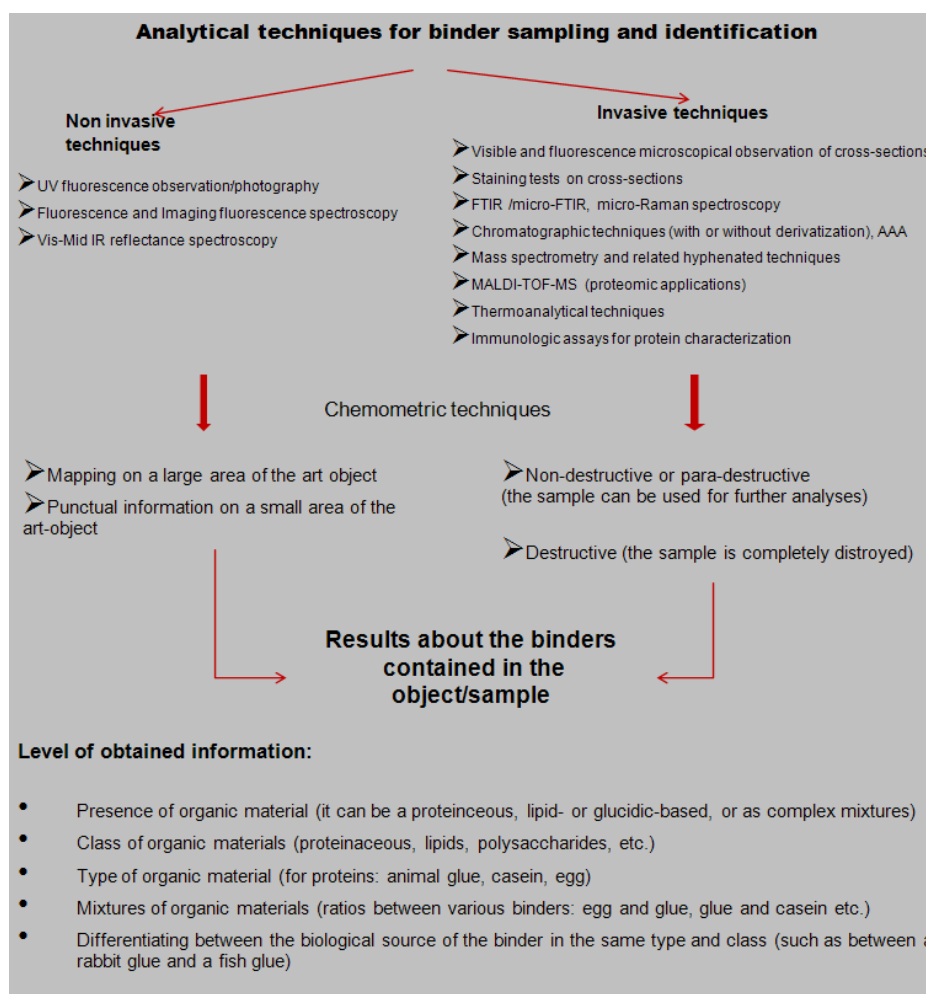 Analytical techniques for binder sampling and identification
Non invasive
techniques
➤UV fluorescence observation/photography
➤Fluorescence and Imaging fluorescence spectroscopy
➤Vis-Mid IR reflectance spectroscopy
Invasive techniques
➤Visible and fluorescence microscopical observation of cross-sections
➤Staining tests on cross-sections
➤FTIR /micro-FTIR, micro-Raman spectroscopy
➤Chromatographic techniques (with or without derivatization), AAA
➤Mass spectrometry and related hyphenated techniques
➤MALDI-TOF-MS (proteomic applications)
➤Thermoanalytical techniques
➤Immunologic assays for protein characterization
Chemometric techniques
➤Mapping on a large area of the art object
➤Punctual information on a small area of the
art-object
➤Non-destructive or para-destructive
(the sample can be used for further analyses)
➤Destructive (the sample is completely distroyed)
Results about the binders
contained in the
object/sample
Level of obtained information:
• Presence of organic material (it can be a proteinceous, lipid- or glucidic-based, or as complex mixtures)
• Class of organic materials (proteinaceous, lipids, polysaccharides, etc.)
• Type of organic material (for proteins: animal glue, casein, egg)
• Mixtures of organic materials (ratios between various binders: egg and glue, glue and casein etc.)
• Differentiating between the biological source of the binder in the same type and class (such as between a
rabbit glue and a fish glue)